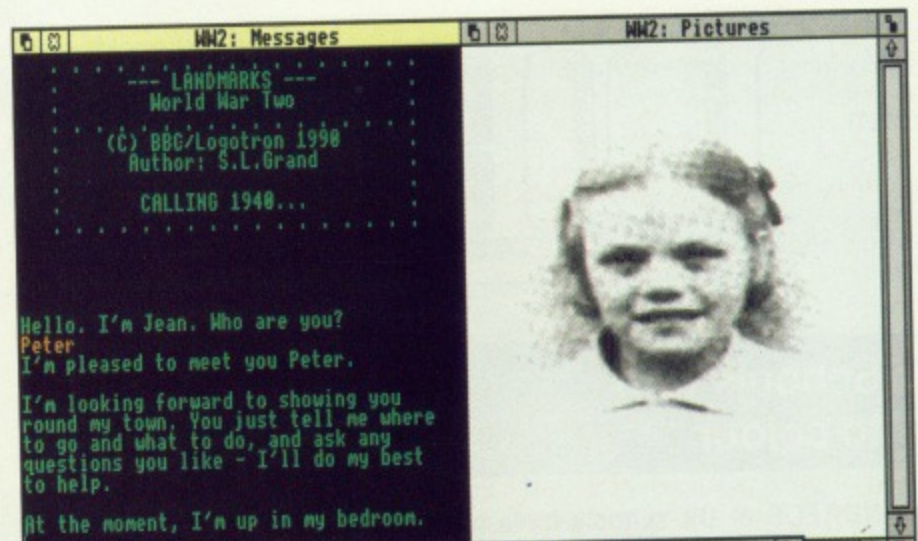 WW2: Messages
--- LANDMARKS ---
World War Two
(C) BBC/Logotron 1990
Author: S.L.Grand
CALLING 1940...
Hello. I'm Jean. Who are you?
Peter
I'm pleased to meet you Peter.
I'm looking forward to showing you
round my town. You just tell me where
to go and what to do, and ask any
questions you like - I'll do my best
to help.
At the moment, I'm up in my bedroom.
WW2: Pictures